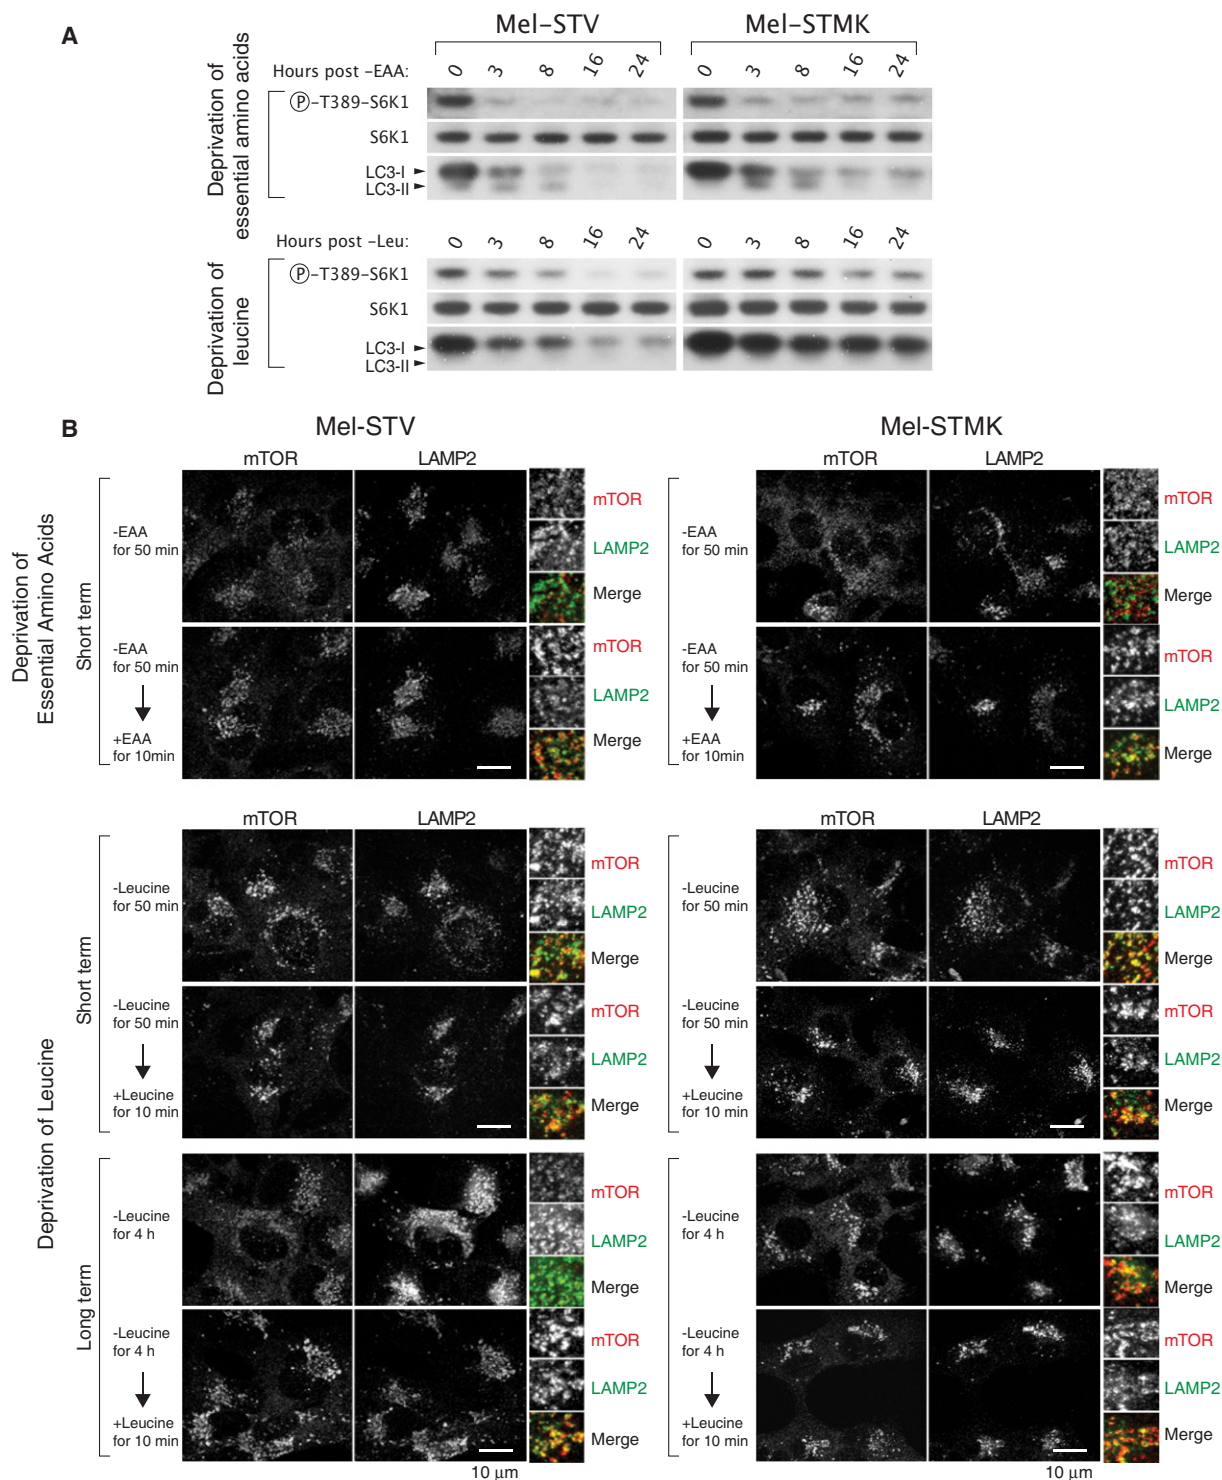 A
Mel–STV
Mel–STMK
Deprivation of
essential amino acids
Hours post –EAA:
0 3 8 16 24
0 3 8 16 24
Ⓟ–T389–S6K1
S6K1
LC3-I
LC3-II
Deprivation of
leucine
Hours post –Leu:
0 3 8 16 24
0 3 8 16 24
Ⓟ–T389–S6K1
S6K1
LC3-I
LC3-II
B
Mel-STV
Mel-STMK
mTOR
LAMP2
mTOR
LAMP2
Deprivation of
Essential Amino Acids
Short term
-EAA
for 50 min
mTOR
LAMP2
Merge
-EAA
for 50 min
mTOR
LAMP2
Merge
-EAA
for 50 min
+EAA
for 10min
mTOR
LAMP2
Merge
-EAA
for 50 min
+EAA
for 10min
mTOR
LAMP2
Merge
mTOR
LAMP2
mTOR
LAMP2
Deprivation of Leucine
Short term
-Leucine
for 50 min
mTOR
LAMP2
Merge
-Leucine
for 50 min
mTOR
LAMP2
Merge
-Leucine
for 50 min
+Leucine
for 10 min
mTOR
LAMP2
Merge
-Leucine
for 50 min
+Leucine
for 10 min
mTOR
LAMP2
Merge
Long term
-Leucine
for 4 h
mTOR
LAMP2
Merge
-Leucine
for 4 h
mTOR
LAMP2
Merge
-Leucine
for 4 h
+Leucine
for 10 min
mTOR
LAMP2
Merge
-Leucine
for 4 h
+Leucine
for 10 min
mTOR
LAMP2
Merge
10 µm
10 µm